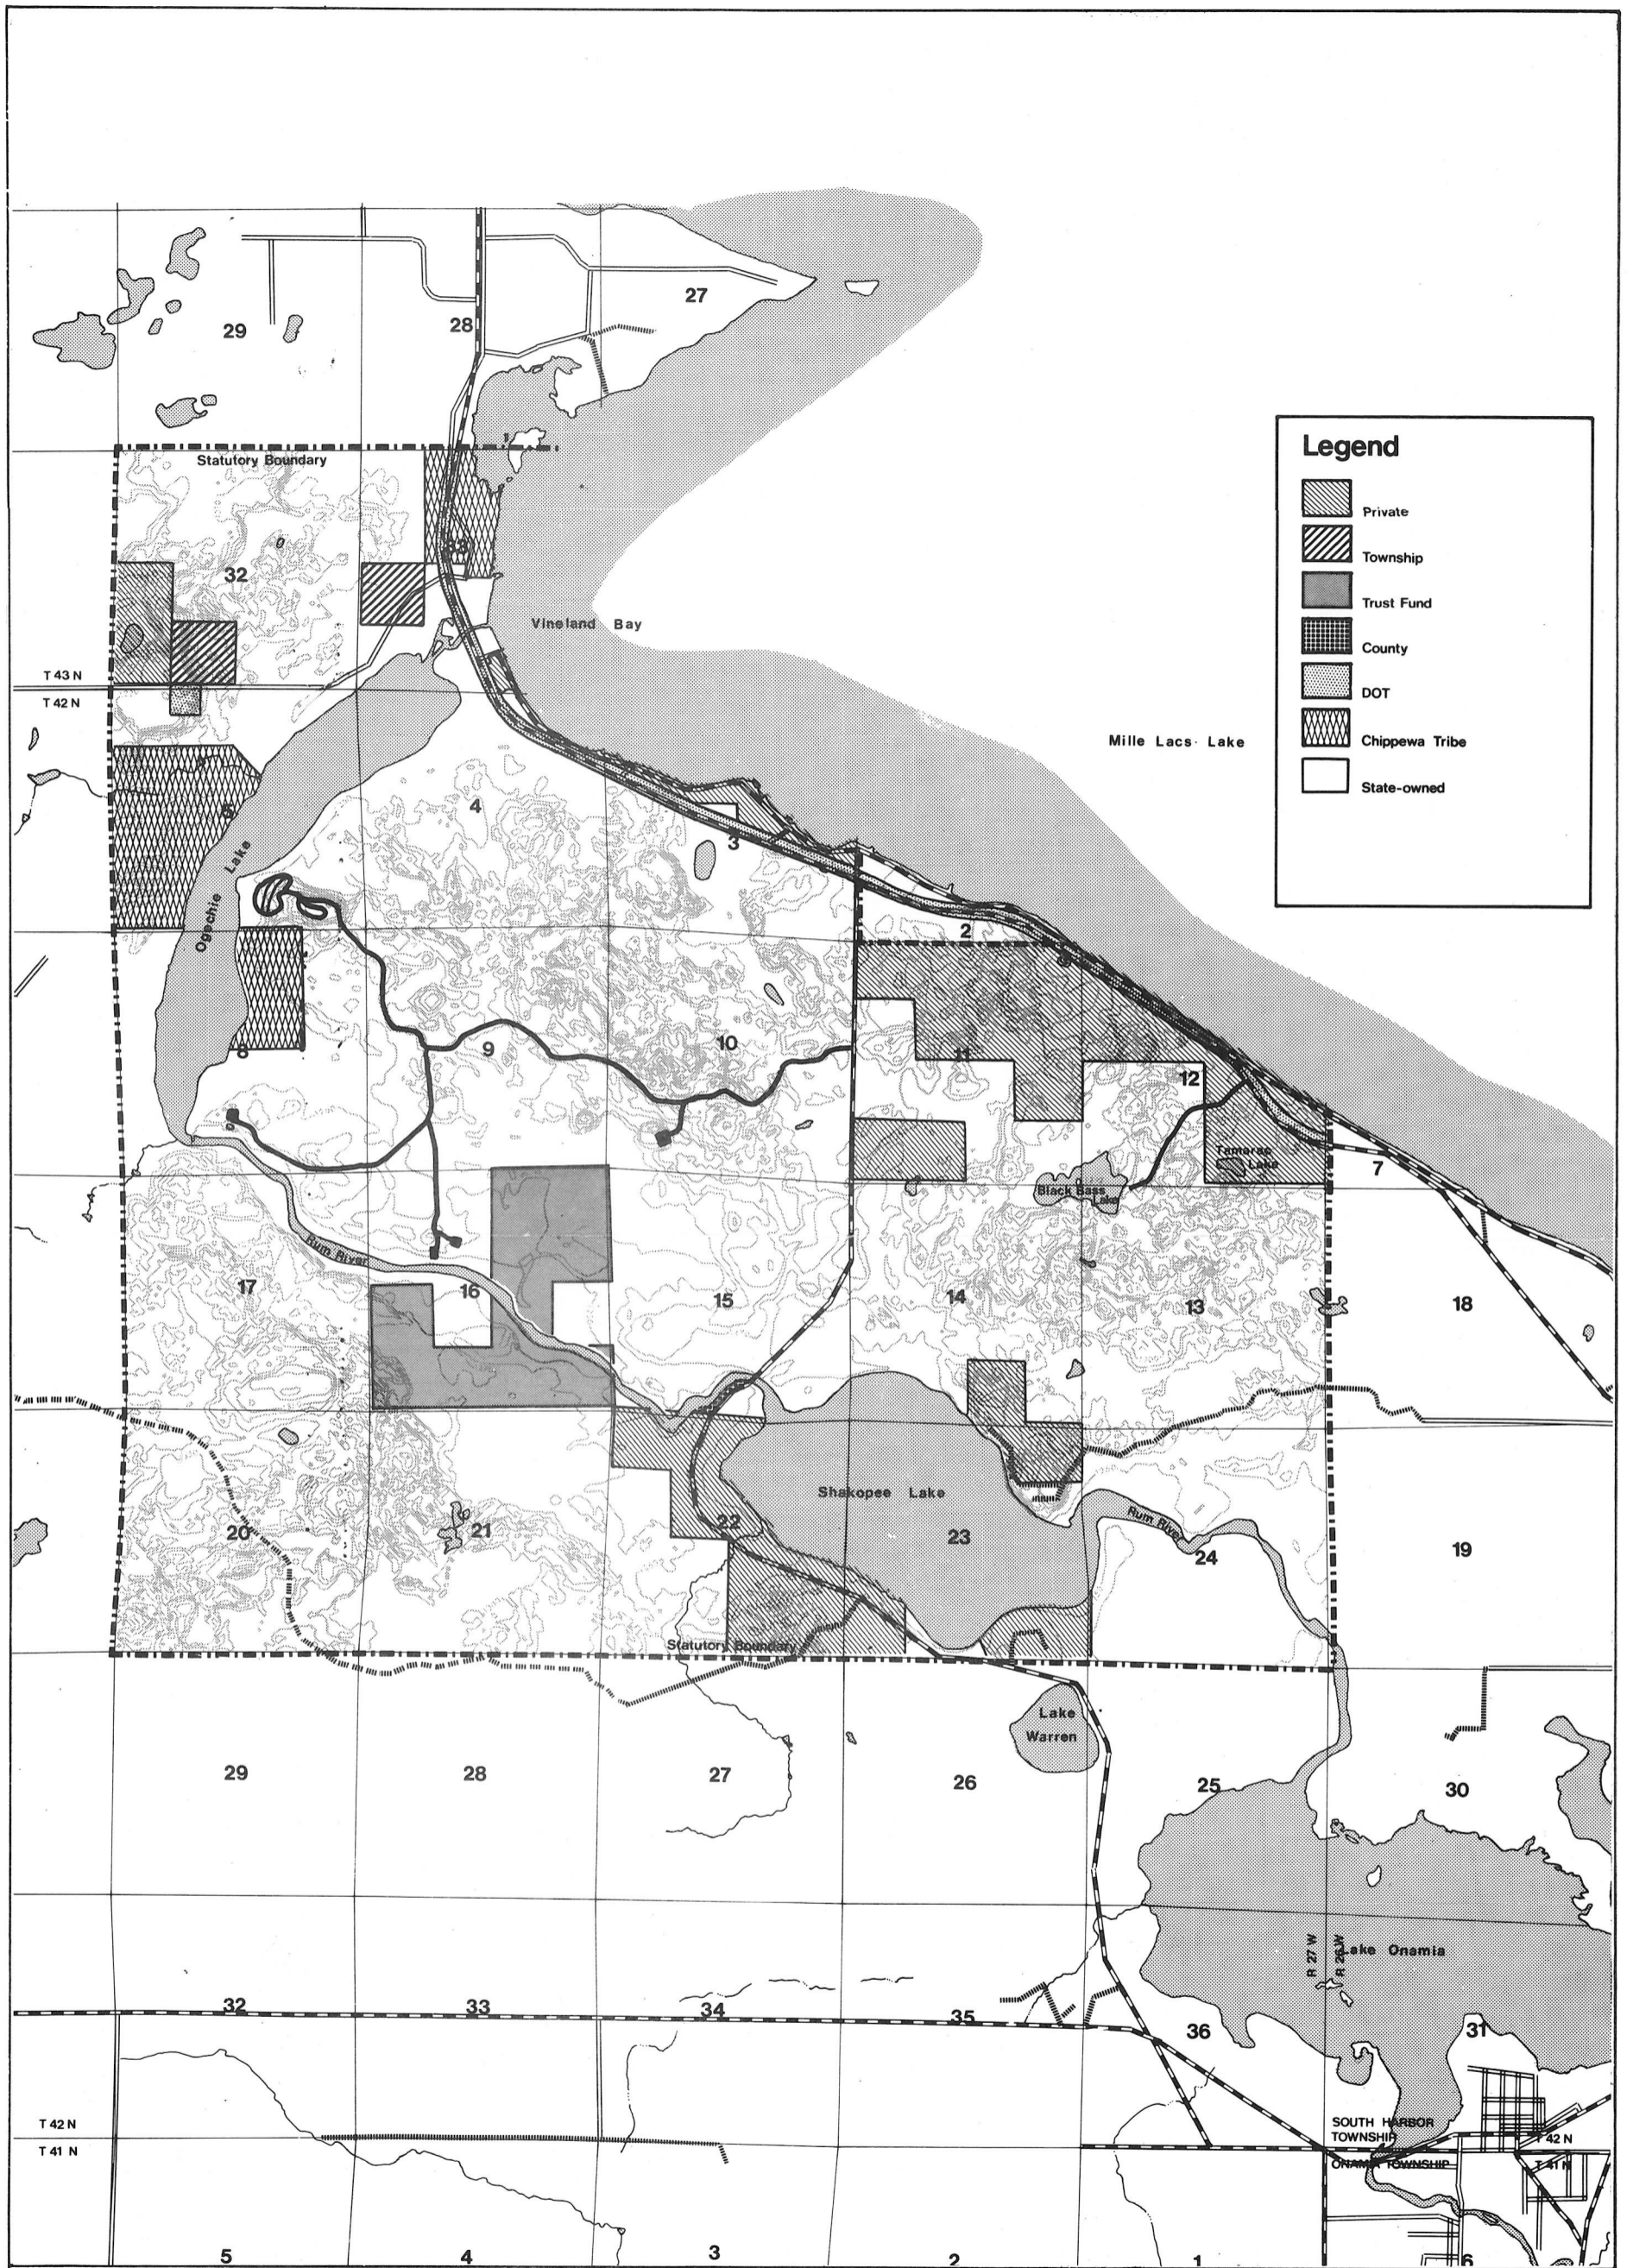 27
29
28
Legend
Statutory Boundary
Private
33
Township
32
Trust Fund
Vineland Bay
County
T 43 N
DOT
T 42 N
Mille Lacs Lake
Chippewa Tribe
State-owned
4
5
3
Ogechie Lake
2
8
9
10
11
12
Tamarac
Lake
7
Black Bass
Lake
Rum River
17
16
15
14
13
18
Shakopee Lake
Rum River
20
21
22
23
24
19
Statutory Boundary
Lake
Warren
29
28
27
26
25
30
R 27 W
R 26 W
Lake Onamia
32
33
34
35
36
31
T 42 N
T 41 N
SOUTH HARBOR
TOWNSHIP
T 42 N
ONAMIA TOWNSHIP
T 41 N
5
4
3
2
1
6